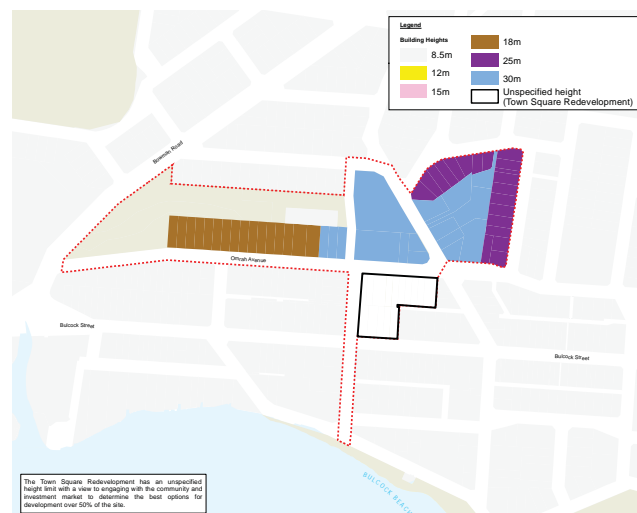 Legend
Building Heights
8.5m
12m
15m
18m
25m
30m
Unspecified height
(Town Square Redevelopment)
Bowman Road
Omrah Avenue
Bulcock Street
Bulcock Street
BULCOCK BEACH
The Town Square Redevelopment has an unspecified
height limit with a view to engaging with the community and
investment market to determine the best options for
development over 50% of the site.